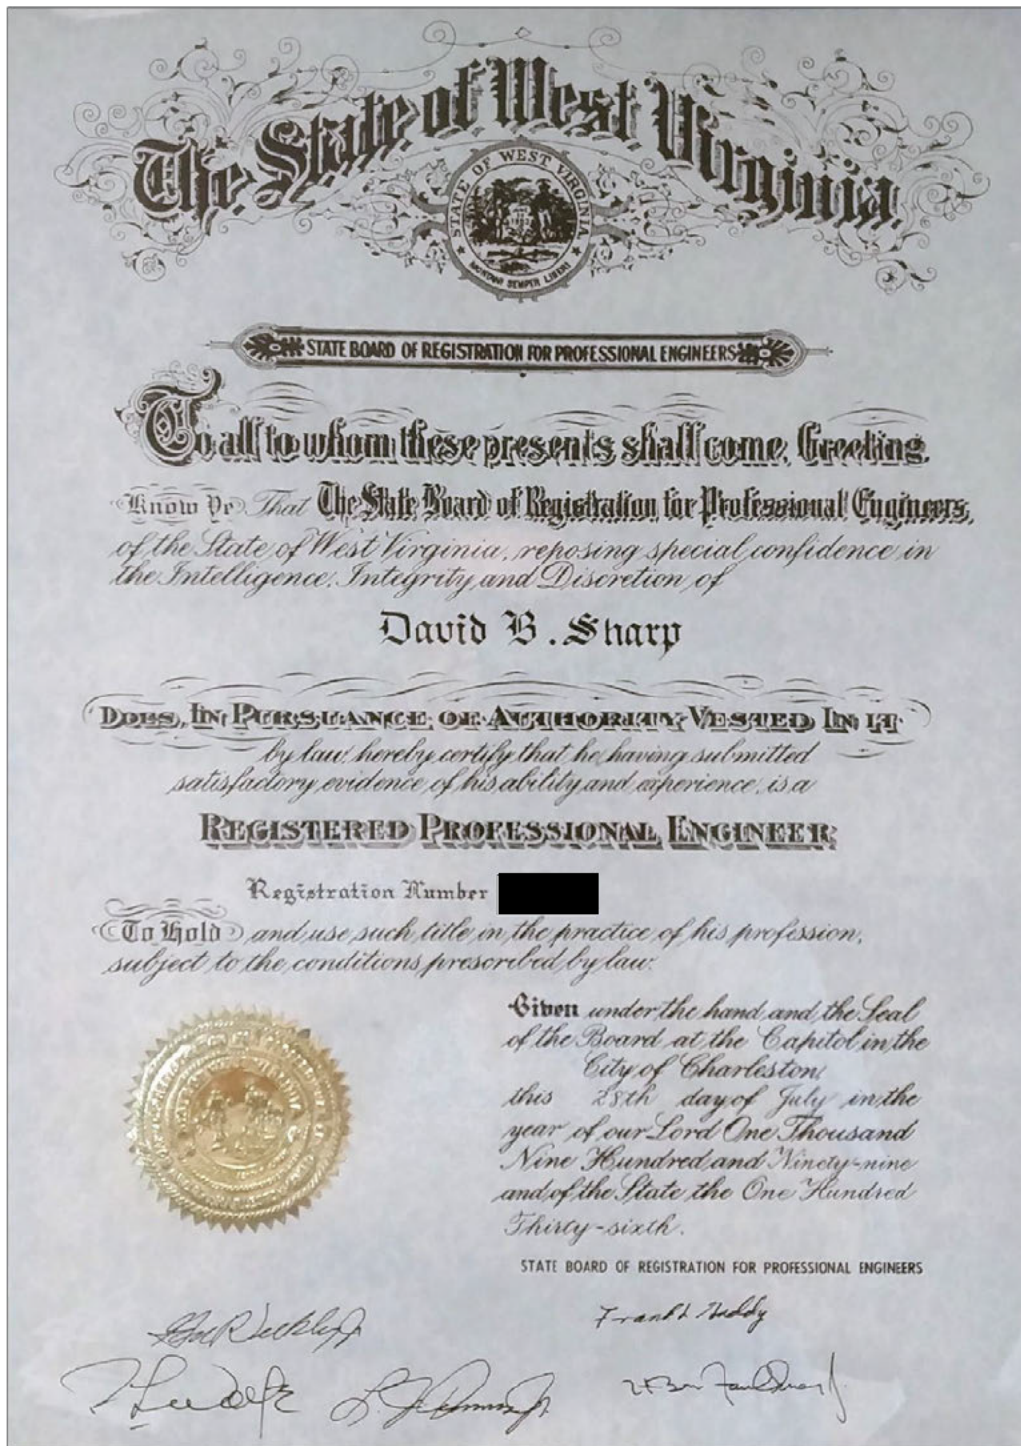 The State of West Virginia
STATE OF WEST VIRGINIA
MONTANI SEMPER LIBERI
STATE BOARD OF REGISTRATION FOR PROFESSIONAL ENGINEERS
To all to whom these presents shall come, Greeting.
Know Ye That The State Board of Registration for Professional Engineers,
of the State of West Virginia, reposing special confidence in
the Intelligence, Integrity and Discretion of
David B. Sharp
DOES, IN PURSUANCE OF AUTHORITY VESTED IN IT
by law, hereby certify that he having submitted
satisfactory evidence of his ability and experience, is a
REGISTERED PROFESSIONAL ENGINEER
Registration Number
To Hold and use such title in the practice of his profession,
subject to the conditions prescribed by law.
Given under the hand and the Seal
of the Board at the Capitol in the
City of Charleston
this 28th day of July in the
year of our Lord One Thousand
Nine Hundred and Ninety-nine
and of the State the One Hundred
Thirty-sixth.
STATE BOARD OF REGISTRATION FOR PROFESSIONAL ENGINEERS